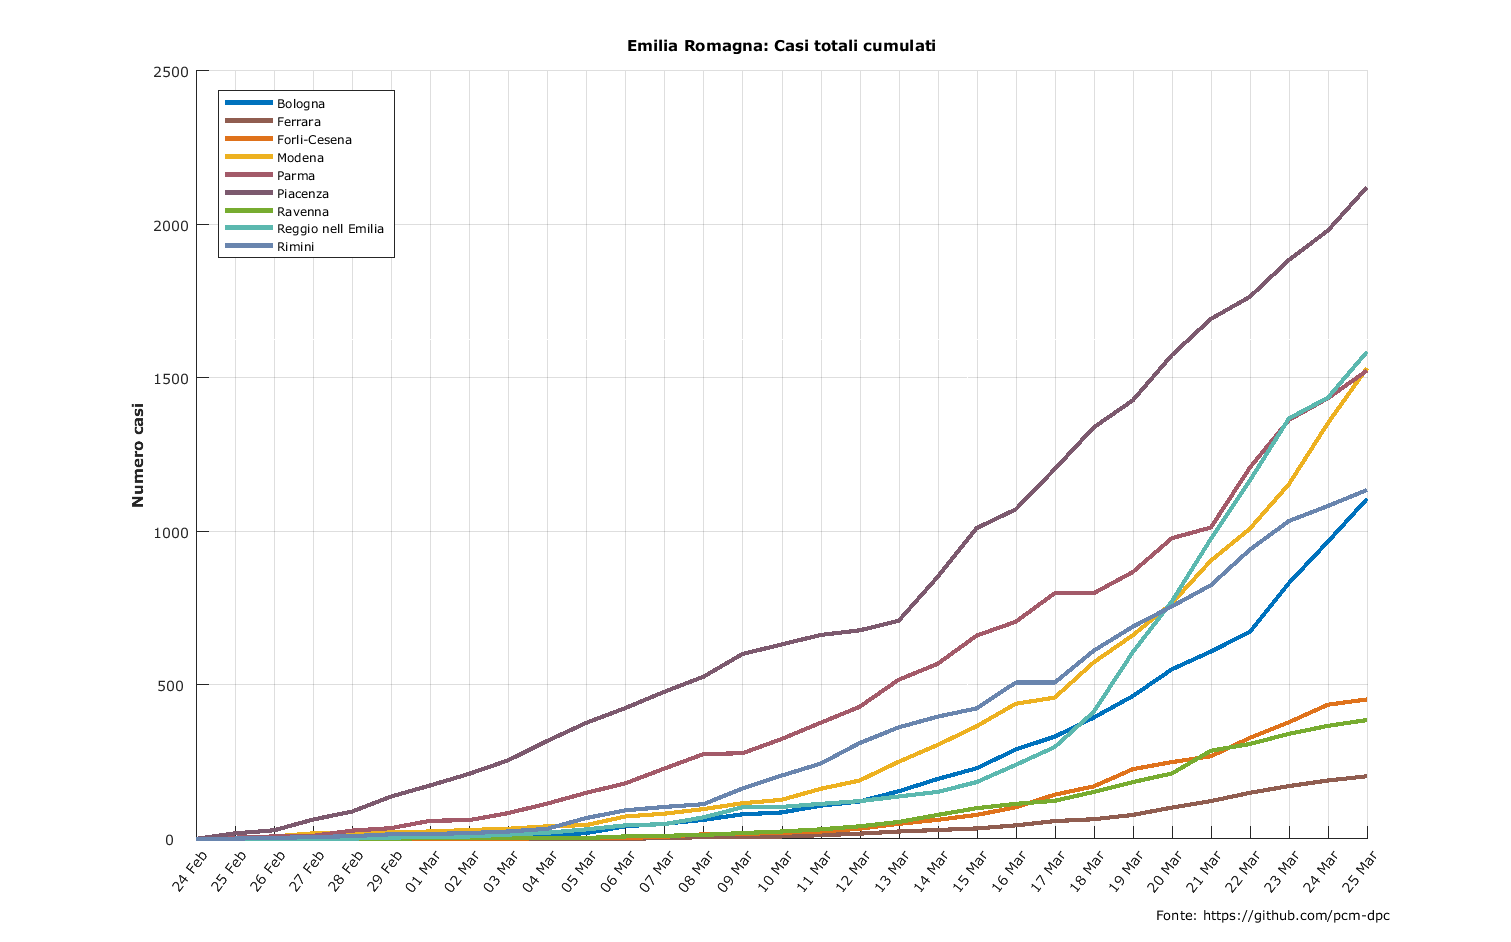 Emilia Romagna: Casi totali cumulati
2500
2000
1500
1000
500
0
Numero casi
Bologna
Ferrara
Forli-Cesena
Modena
Parma
Piacenza
Ravenna
Reggio nell Emilia
Rimini
24 Feb
25 Feb
26 Feb
27 Feb
28 Feb
29 Feb
01 Mar
02 Mar
03 Mar
04 Mar
05 Mar
06 Mar
07 Mar
08 Mar
09 Mar
10 Mar
11 Mar
12 Mar
13 Mar
14 Mar
15 Mar
16 Mar
17 Mar
18 Mar
19 Mar
20 Mar
21 Mar
22 Mar
23 Mar
24 Mar
25 Mar
Fonte: https://github.com/pcm-dpc